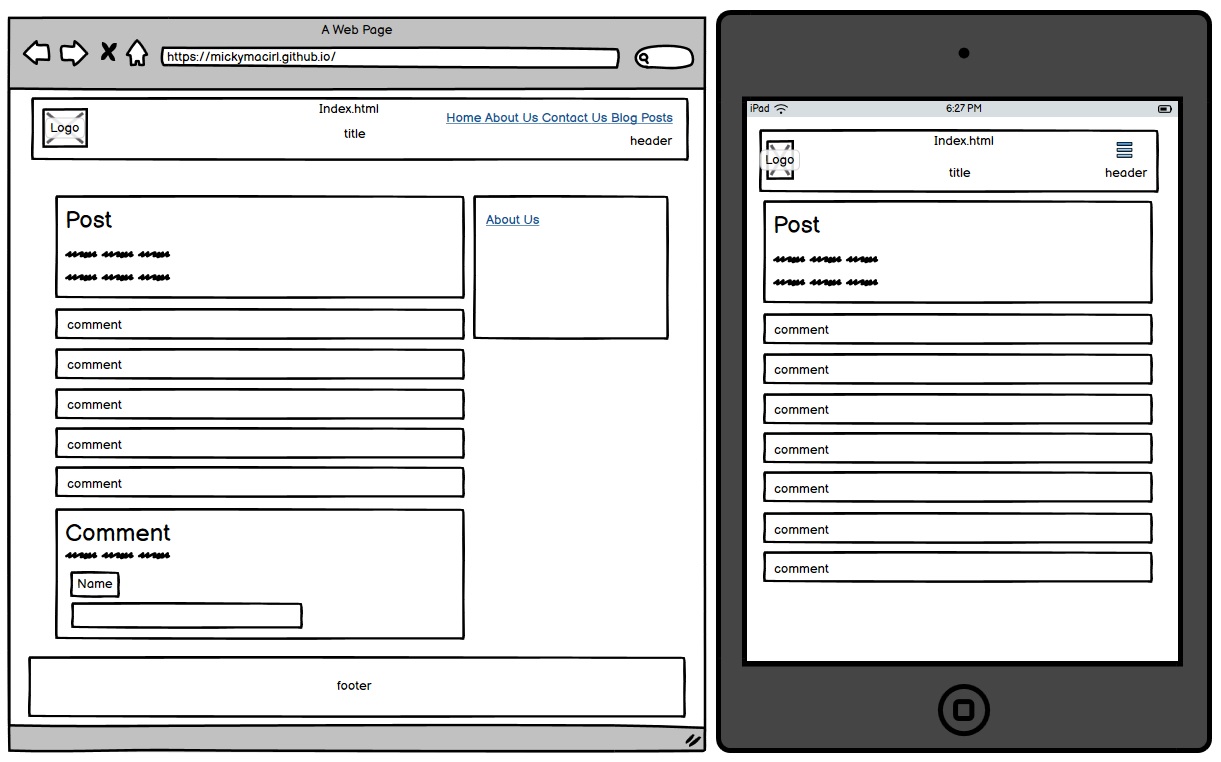 A Web Page
https://mickymacirl.github.io/
Logo
Index.html
title
Home About Us Contact Us Blog Posts
header
Post
About Us
comment
comment
comment
comment
comment
Comment
Name
footer
iPad
6:27 PM
Logo
Index.html
title
header
Post
comment
comment
comment
comment
comment
comment
comment